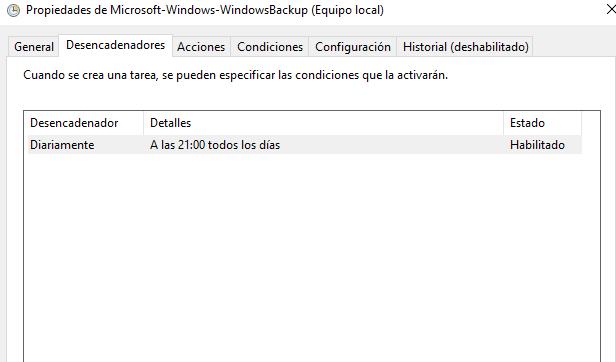 Propiedades de Microsoft-Windows-WindowsBackup (Equipo local)
General Desencadenadores Acciones Condiciones Configuración Historial (deshabilitado)
Cuando se crea una tarea, se pueden especificar las condiciones que la activarán.
Desencadenador Detalles Estado
Diariamente A las 21:00 todos los días Habilitado